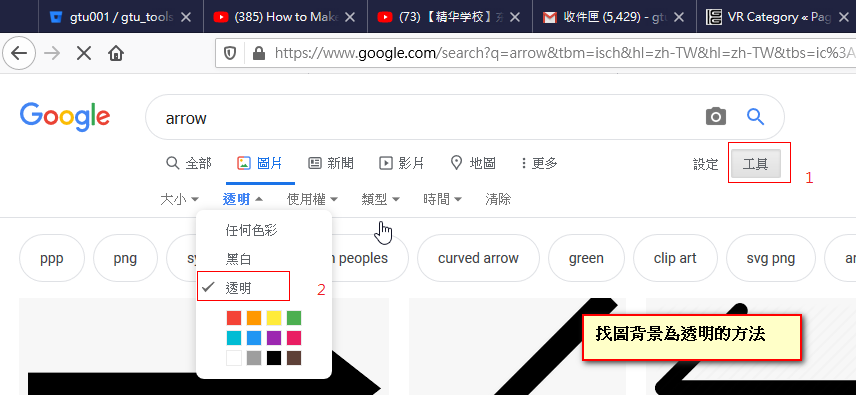 gtu001 / gtu_tools
(385) How to Make
(73) 【精华学校】
收件匣 (5,429) - gt
VR Category « Pag
https://www.google.com/search?q=arrow&tbm=isch&hl=zh-TW&hl=zh-TW&tbs=ic%3A
Google
arrow
全部
圖片
新聞
影片
地圖
更多
設定
工具
1
大小
透明
使用權
類型
時間
清除
任何色彩
黑白
透明
2
ppp
png
sy
n peoples
curved arrow
green
clip art
svg png
ar
找圖背景為透明的方法